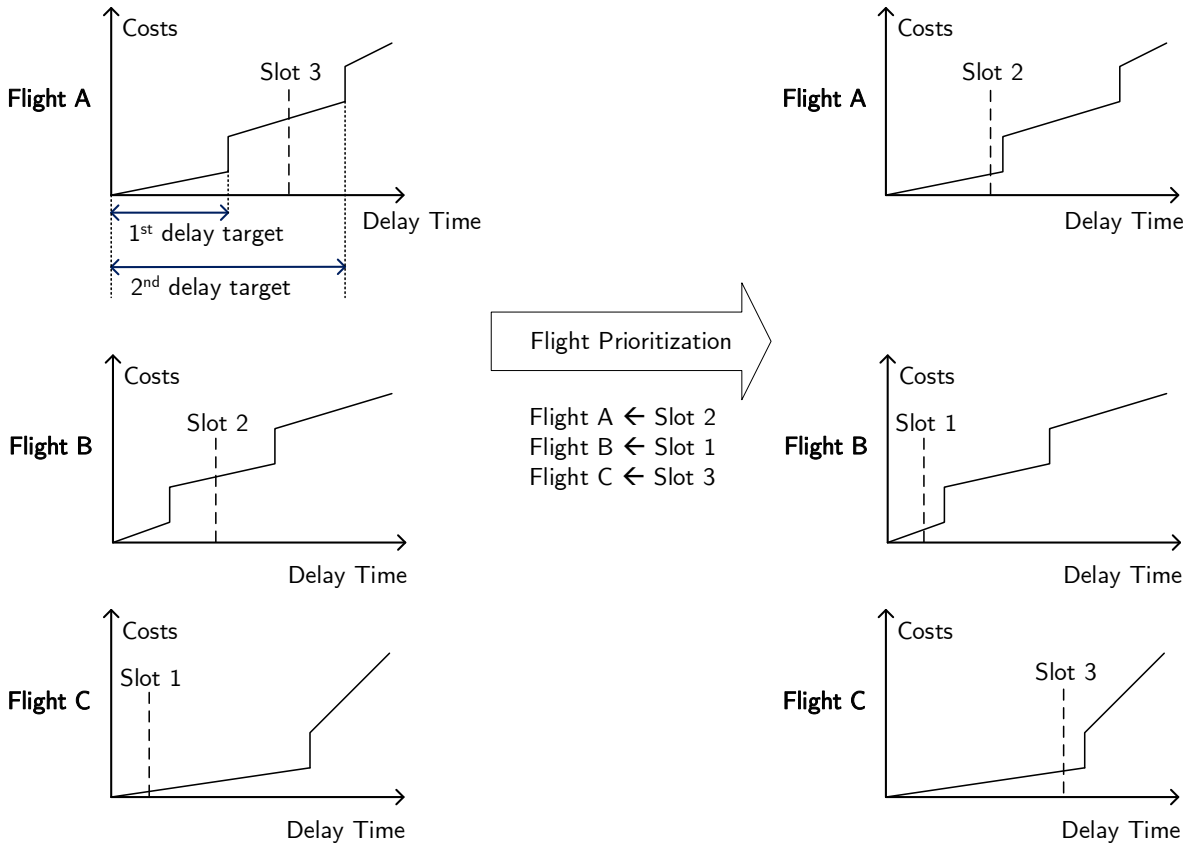 Costs
Slot 3
Flight A
Delay Time
1st delay target
2nd delay target
Costs
Slot 2
Flight B
Delay Time
Costs
Slot 1
Flight C
Delay Time
Flight Prioritization
Flight A ← Slot 2
Flight B ← Slot 1
Flight C ← Slot 3
Costs
Slot 2
Flight A
Delay Time
Costs
Slot 1
Flight B
Delay Time
Costs
Slot 3
Flight C
Delay Time